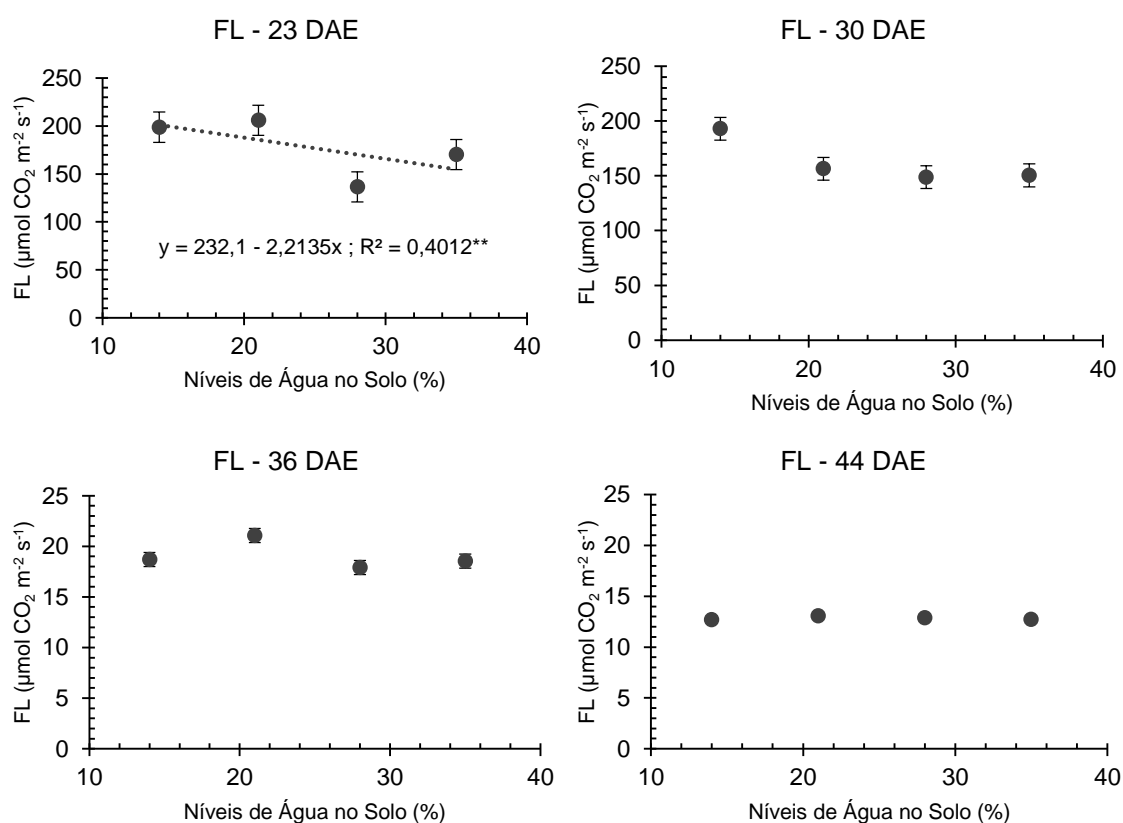 FL - 23 DAE
FL (µmol CO₂ m⁻² s⁻¹)
250
200
150
100
50
0
y = 232,1 - 2,2135x ; R² = 0,4012**
10 20 30 40
Níveis de Água no Solo (%)
FL - 30 DAE
FL (µmol CO₂ m⁻² s⁻¹)
250
200
150
100
50
0
10 20 30 40
Níveis de Água no Solo (%)
FL - 36 DAE
FL (µmol CO₂ m⁻² s⁻¹)
25
20
15
10
5
0
10 20 30 40
Níveis de Água no Solo (%)
FL - 44 DAE
FL (µmol CO₂ m⁻² s⁻¹)
25
20
15
10
5
0
10 20 30 40
Níveis de Água no Solo (%)